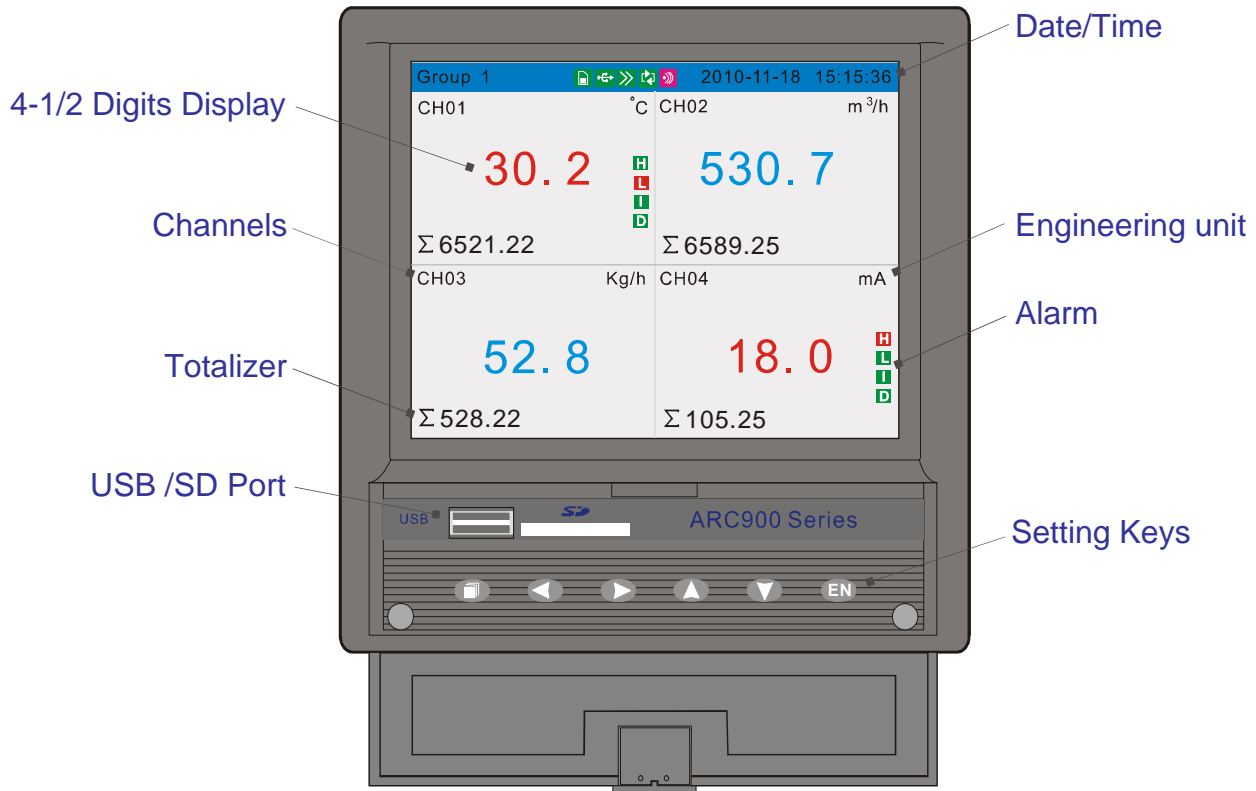 Date/Time
4-1/2 Digits Display
Channels
Totalizer
USB /SD Port
Engineering unit
Alarm
Setting Keys
Group 1 2010-11-18 15:15:36
CH01 °C
30.2
H
L
I
D
Σ6521.22
CH02 m³/h
530.7
Σ6589.25
CH03 Kg/h
52.8
Σ528.22
CH04 mA
18.0
H
L
I
D
Σ105.25
USB SD ARC900 Series
EN